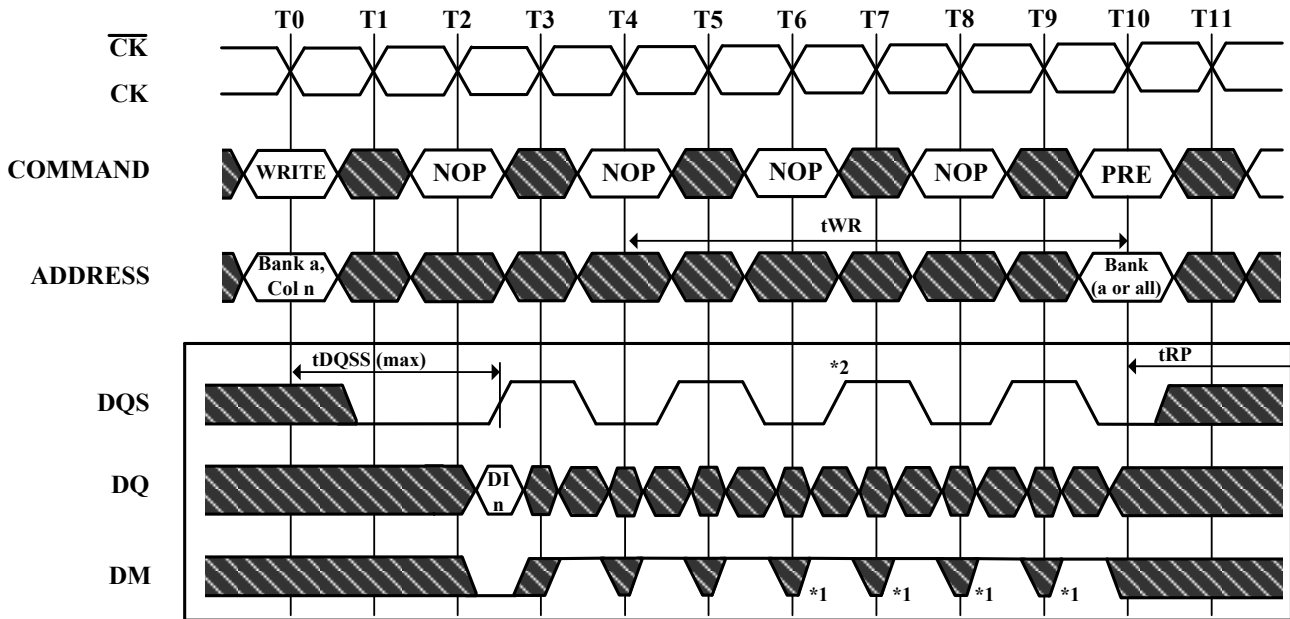 T0 T1 T2 T3 T4 T5 T6 T7 T8 T9 T10 T11
CK
CK
COMMAND
WRITE NOP NOP NOP NOP PRE
tWR
ADDRESS
Bank a,
Col n
Bank
(a or all)
tDQSS (max)
*2
tRP
DQS
DQ
DI
n
DM
*1 *1 *1 *1